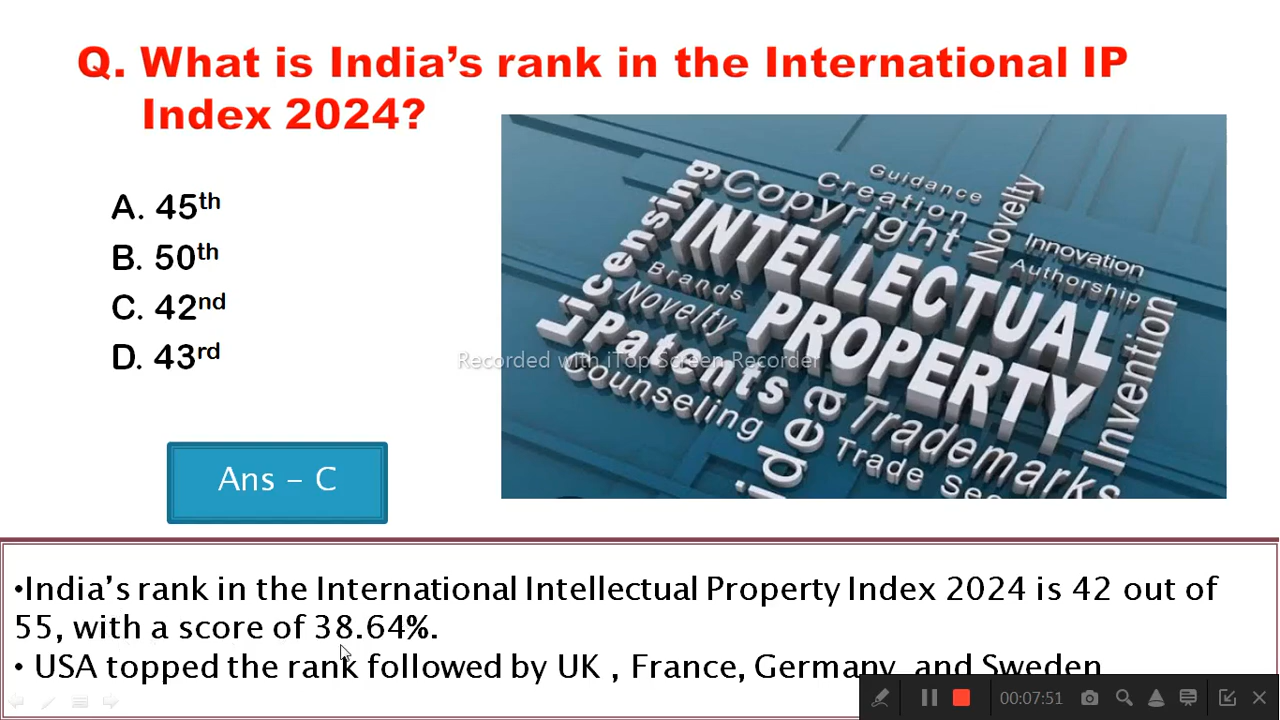 Q. What is India’s rank in the International IP
Index 2024?
A. 45th
B. 50th
C. 42nd
D. 43rd
Ans – C
Guidance
Creation
Copyright
Licensing
Novelty
INTELLECTUAL
Innovation
Authorship
Brands
Novelty
PROPERTY
Patents
Counseling
Idea
Trademarks
Trade
Invention
Recorded with iTop Screen Recorder
•India’s rank in the International Intellectual Property Index 2024 is 42 out of
55, with a score of 38.64%.
• USA topped the rank followed by UK , France, Germany, and Sweden
00:07:51